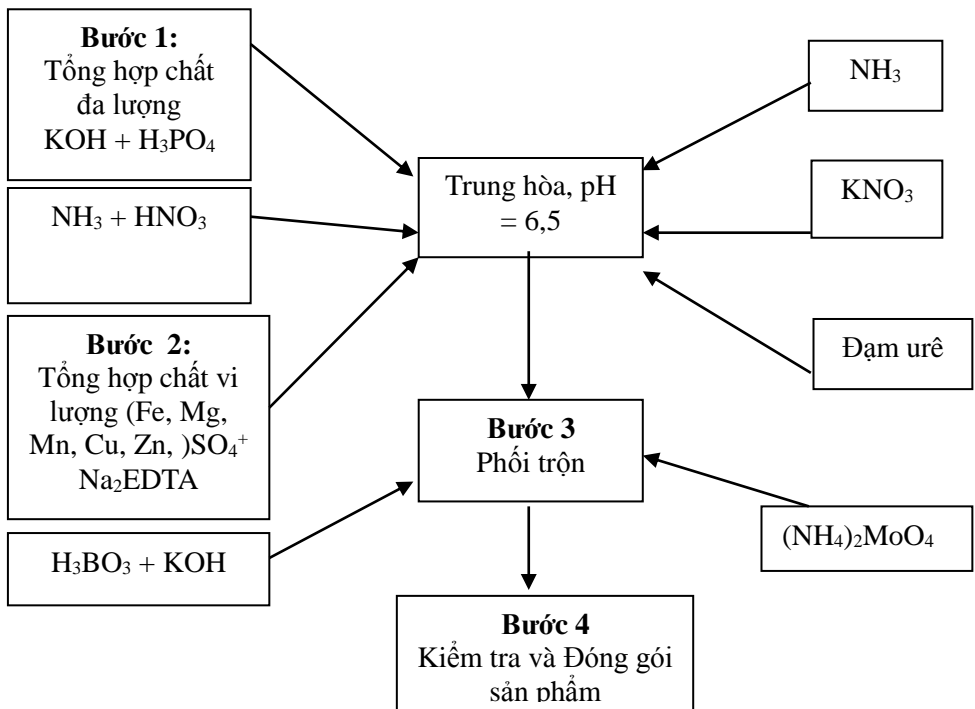 Bước 1:
Tổng hợp chất
đa lượng
KOH + H₃PO₄
NH₃ + HNO₃
Bước 2:
Tổng hợp chất vi
lượng (Fe, Mg,
Mn, Cu, Zn, )SO₄⁺
Na₂EDTA
H₃BO₃ + KOH
Trung hòa, pH
= 6,5
Bước 3
Phối trộn
Bước 4
Kiểm tra và Đóng gói
sản phẩm
NH₃
KNO₃
Đạm urê
(NH₄)₂MoO₄